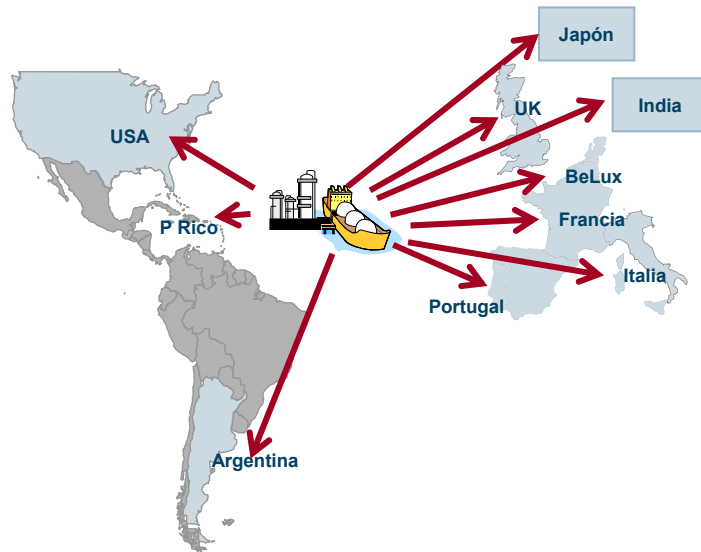 Japón
India
UK
USA
BeLux
Francia
P Rico
Italia
Portugal
Argentina